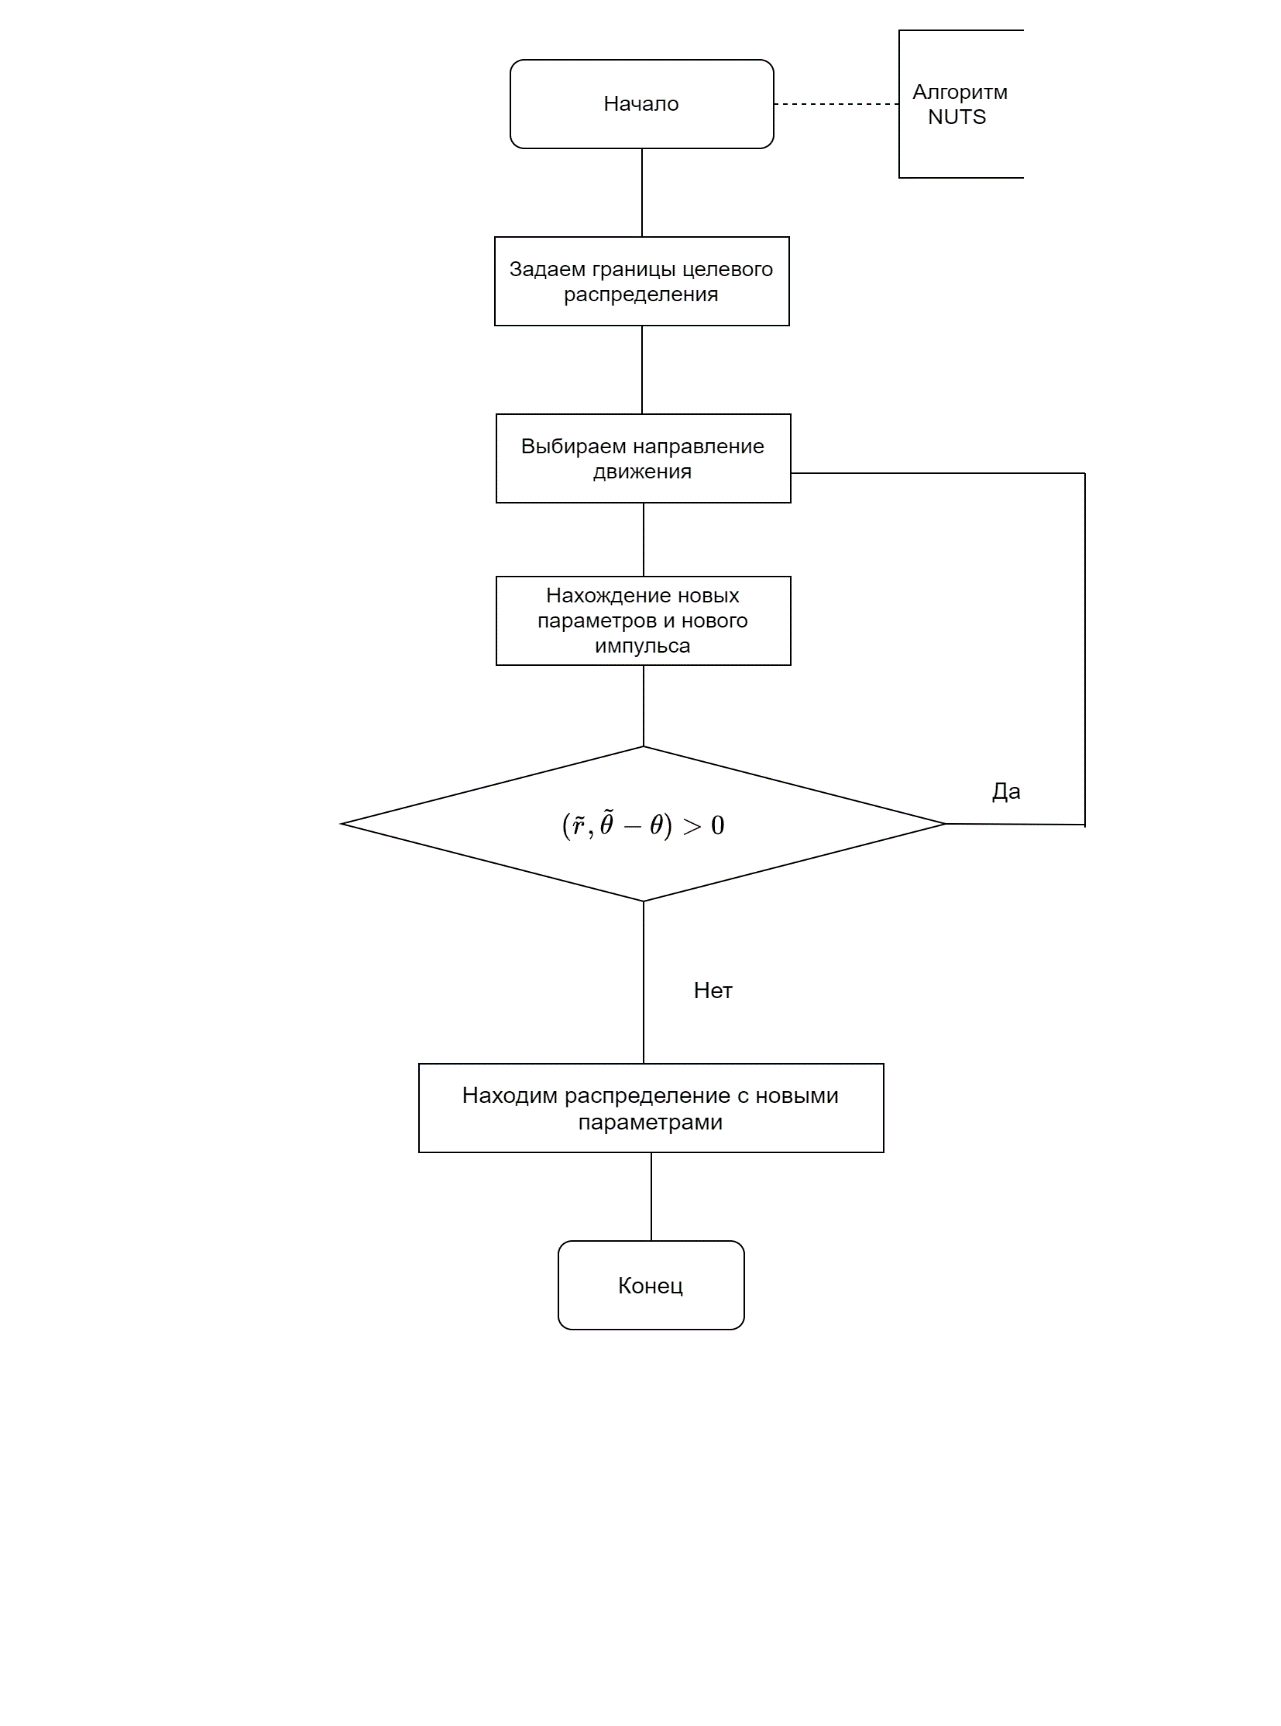 Начало
Алгоритм
NUTS
Задаем границы целевого
распределения
Выбираем направление
движения
Нахождение новых
параметров и нового
импульса
Да
(r̃, θ̃ − θ) > 0
Нет
Находим распределение с новыми
параметрами
Конец